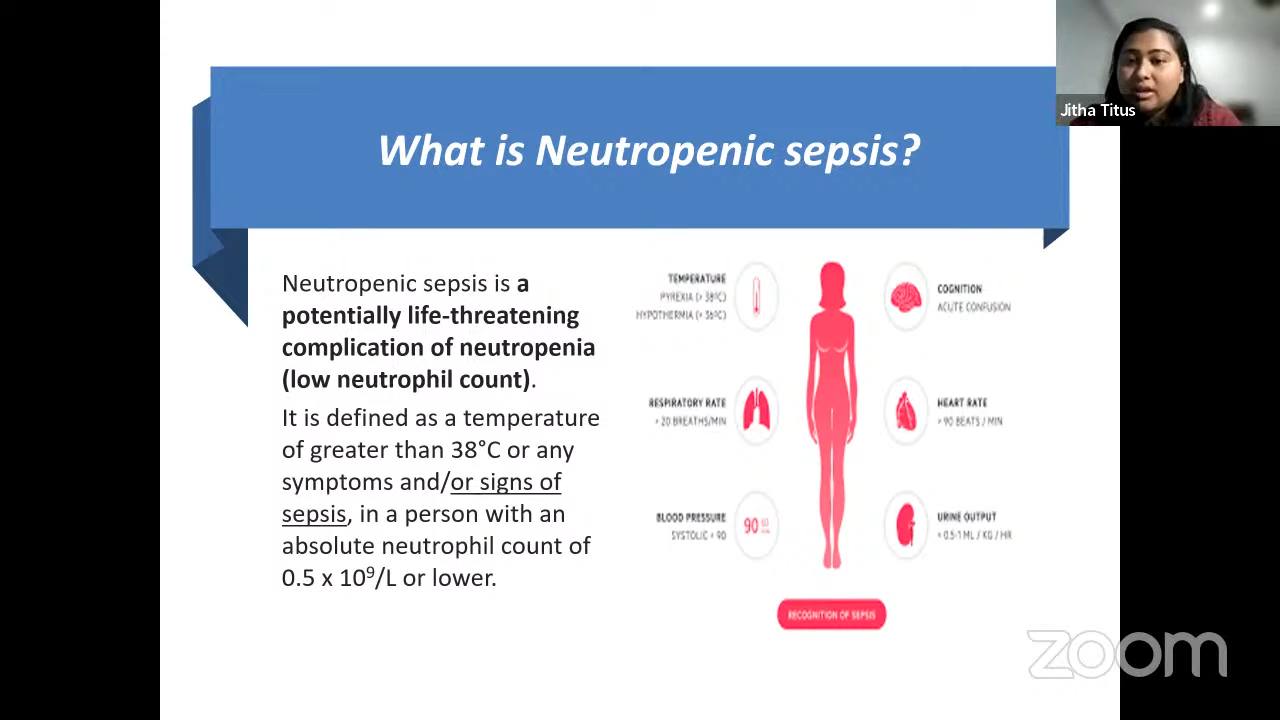 What is Neutropenic sepsis?
Jitha Titus
Neutropenic sepsis is a
potentially life-threatening
complication of neutropenia
(low neutrophil count).
It is defined as a temperature
of greater than 38°C or any
symptoms and/or signs of
sepsis, in a person with an
absolute neutrophil count of
0.5 x 10⁹/L or lower.
TEMPERATURE
PYREXIA (> 38ºC)
HYPOTHERMIA (< 36ºC)
RESPIRATORY RATE
> 20 BREATHS/MIN
BLOOD PRESSURE
SYSTOLIC < 90
90
COGNITION
ACUTE CONFUSION
HEART RATE
> 90 BEATS / MIN
URINE OUTPUT
< 0.5-1 ML / KG / HR
RECOGNITION OF SEPSIS
zoom